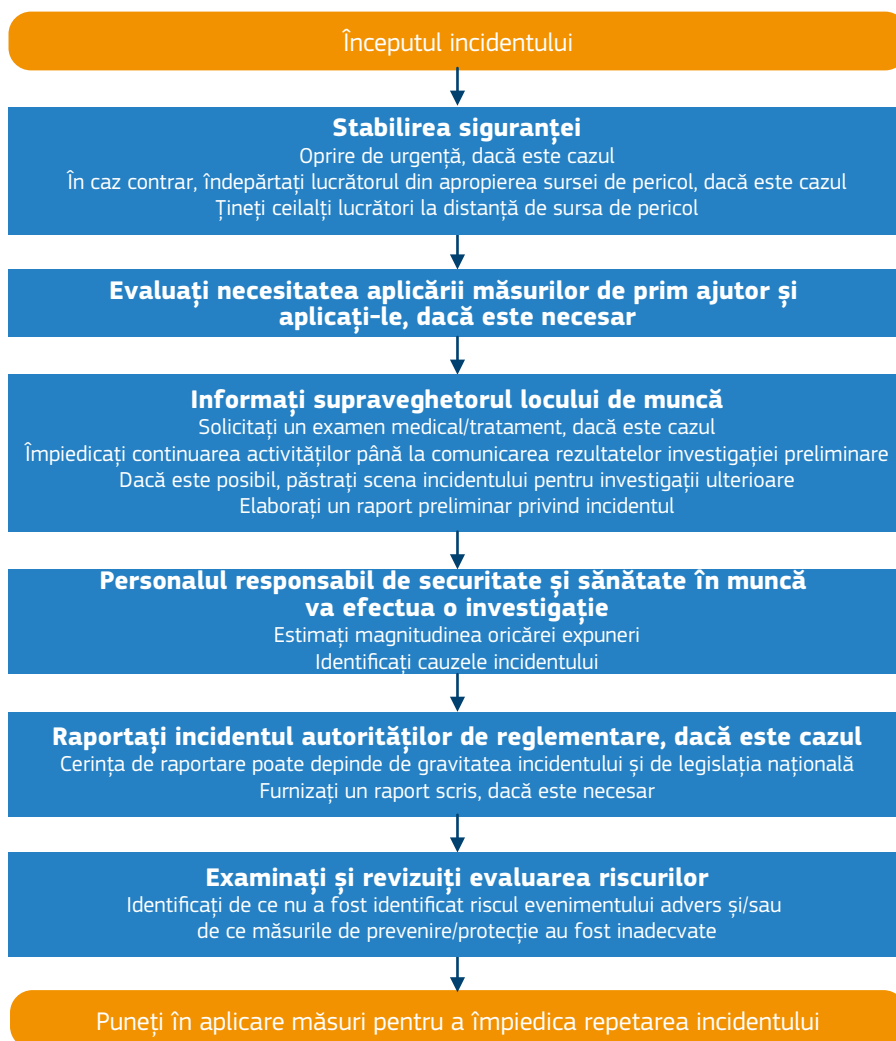 Începutul incidentului
Stabilirea siguranței
Oprire de urgență, dacă este cazul
În caz contrar, îndepărtați lucrătorul din apropierea sursei de pericol, dacă este cazul
Țineți ceilalți lucrători la distanță de sursa de pericol
Evaluați necesitatea aplicării măsurilor de prim ajutor și
aplicați-le, dacă este necesar
Informați supraveghetorul locului de muncă
Solicitați un examen medical/tratament, dacă este cazul
Împiedicați continuarea activităților până la comunicarea rezultatelor investigației preliminare
Dacă este posibil, păstrați scena incidentului pentru investigații ulterioare
Elaborați un raport preliminar privind incidentul
Personalul responsabil de securitate și sănătate în muncă
va efectua o investigație
Estimați magnitudinea oricărei expuneri
Identificați cauzele incidentului
Raportați incidentul autorităților de reglementare, dacă este cazul
Cerința de raportare poate depinde de gravitatea incidentului și de legislația națională
Furnizați un raport scris, dacă este necesar
Examinați și revizuiți evaluarea riscurilor
Identificați de ce nu a fost identificat riscul evenimentului advers și/sau
de ce măsurile de prevenire/protecție au fost inadecvate
Puneți în aplicare măsuri pentru a împiedica repetarea incidentului